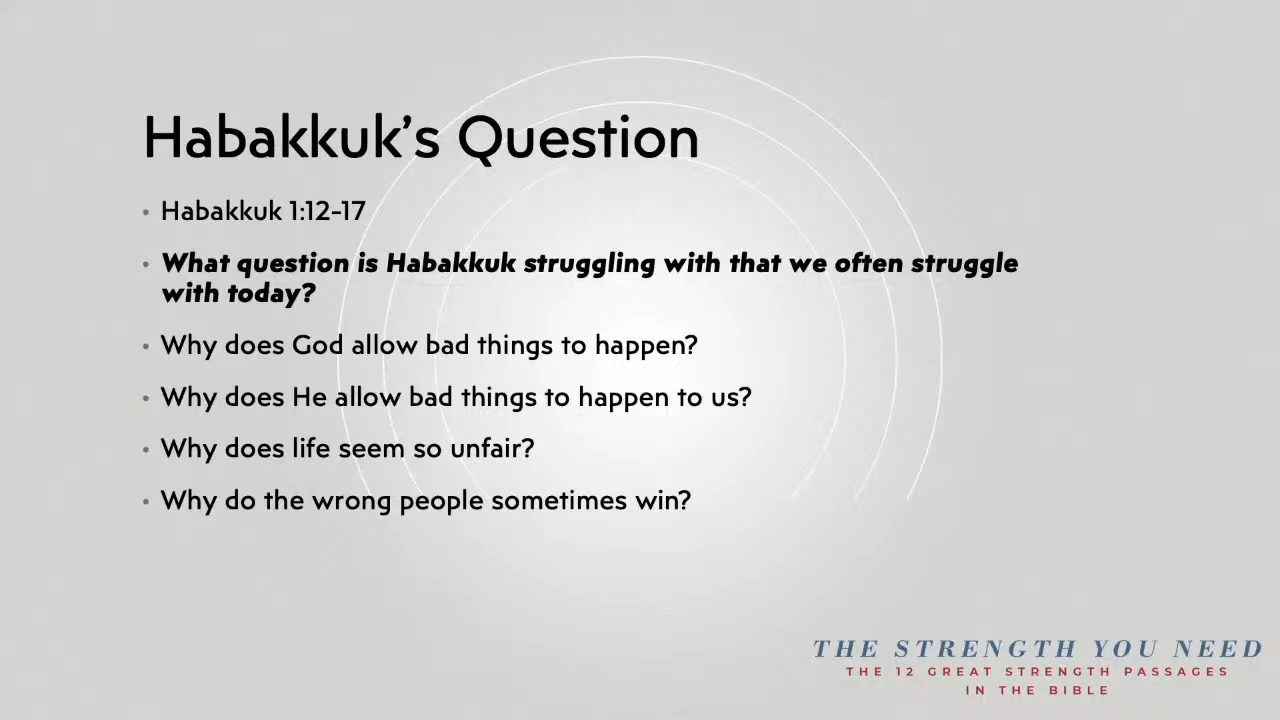 Habakkuk’s Question
• Habakkuk 1:12-17
• What question is Habakkuk struggling with that we often struggle
with today?
• Why does God allow bad things to happen?
• Why does He allow bad things to happen to us?
• Why does life seem so unfair?
• Why do the wrong people sometimes win?
THE STRENGTH YOU NEED
THE 12 GREAT STRENGTH PASSAGES
IN THE BIBLE